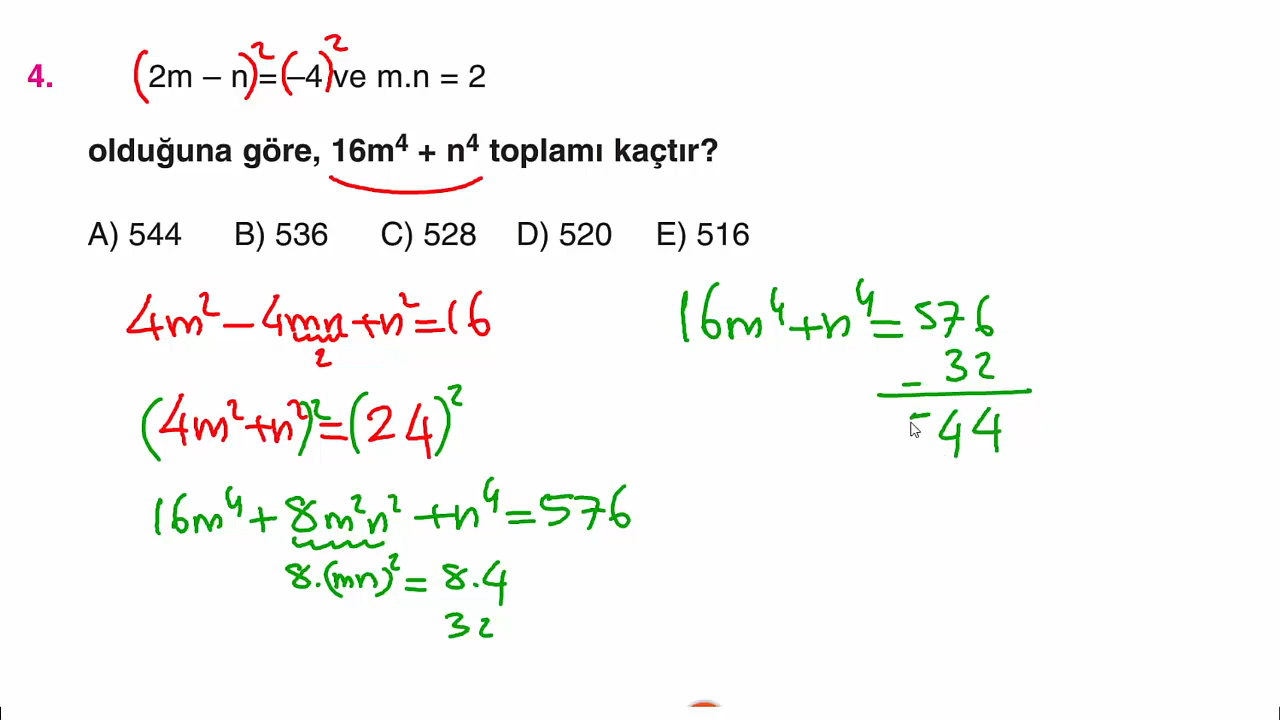 4. (2m – n)² = (–4)² ve m.n = 2
olduğuna göre, 16m⁴ + n⁴ toplamı kaçtır?
A) 544 B) 536 C) 528 D) 520 E) 516
4m² – 4mn + n² = 16
2
(4m² + n²)² = (24)²
16m⁴ + 8m²n² + n⁴ = 576
8.(mn)² = 8.4
32
16m⁴ + n⁴ = 576
– 32
544